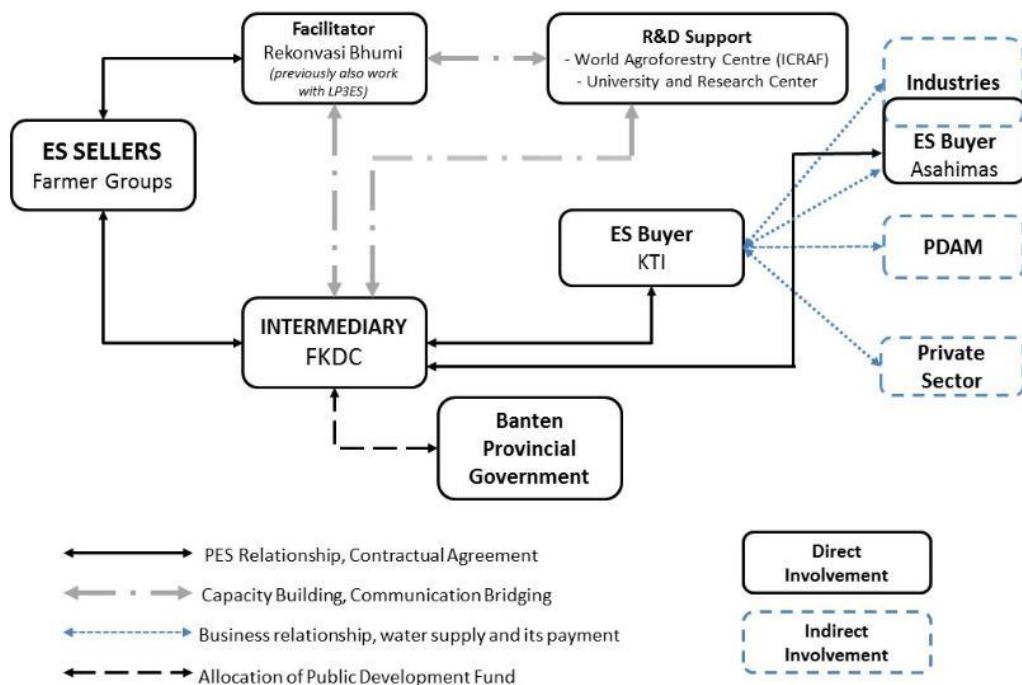 Facilitator
Rekonvasi Bhumi
(previously also work
with LP3ES)
R&D Support
- World Agroforestry Centre (ICRAF)
- University and Research Center
Industries
ES Buyer
Asahimas
ES SELLERS
Farmer Groups
ES Buyer
KTI
PDAM
INTERMEDIARY
FKDC
Private
Sector
Banten
Provincial
Government
PES Relationship, Contractual Agreement
Capacity Building, Communication Bridging
Business relationship, water supply and its payment
Allocation of Public Development Fund
Direct
Involvement
Indirect
Involvement